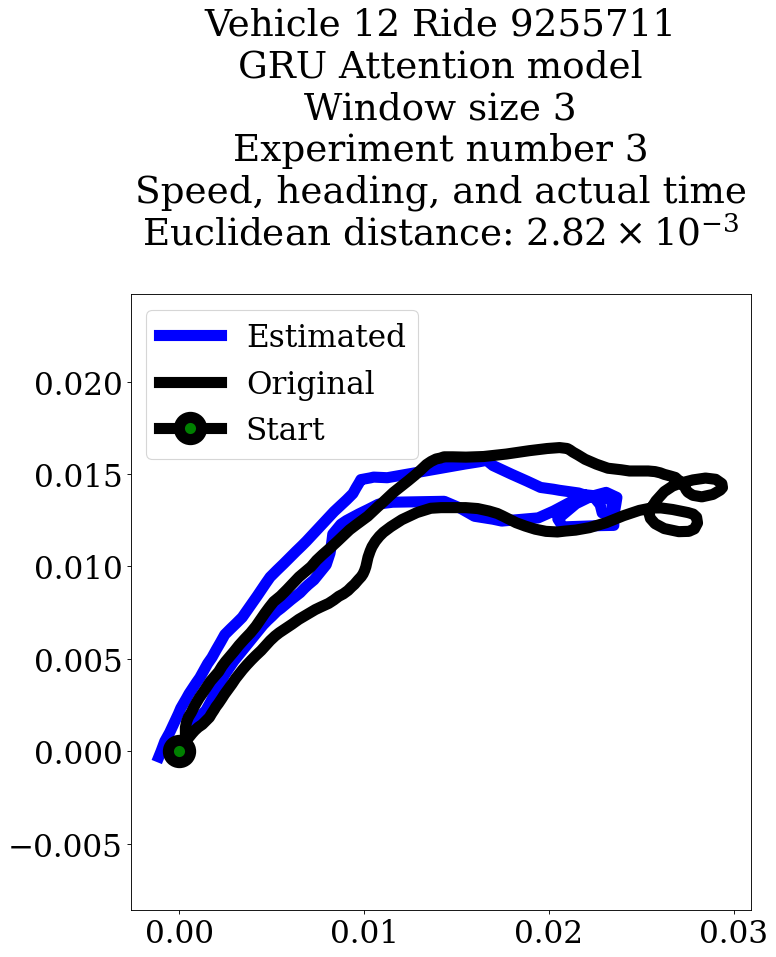 Vehicle 12 Ride 9255711
GRU Attention model
Window size 3
Experiment number 3
Speed, heading, and actual time
Euclidean distance: 2.82 × 10⁻³
Estimated
Original
Start
0.020
0.015
0.010
0.005
0.000
−0.005
0.00 0.01 0.02 0.03